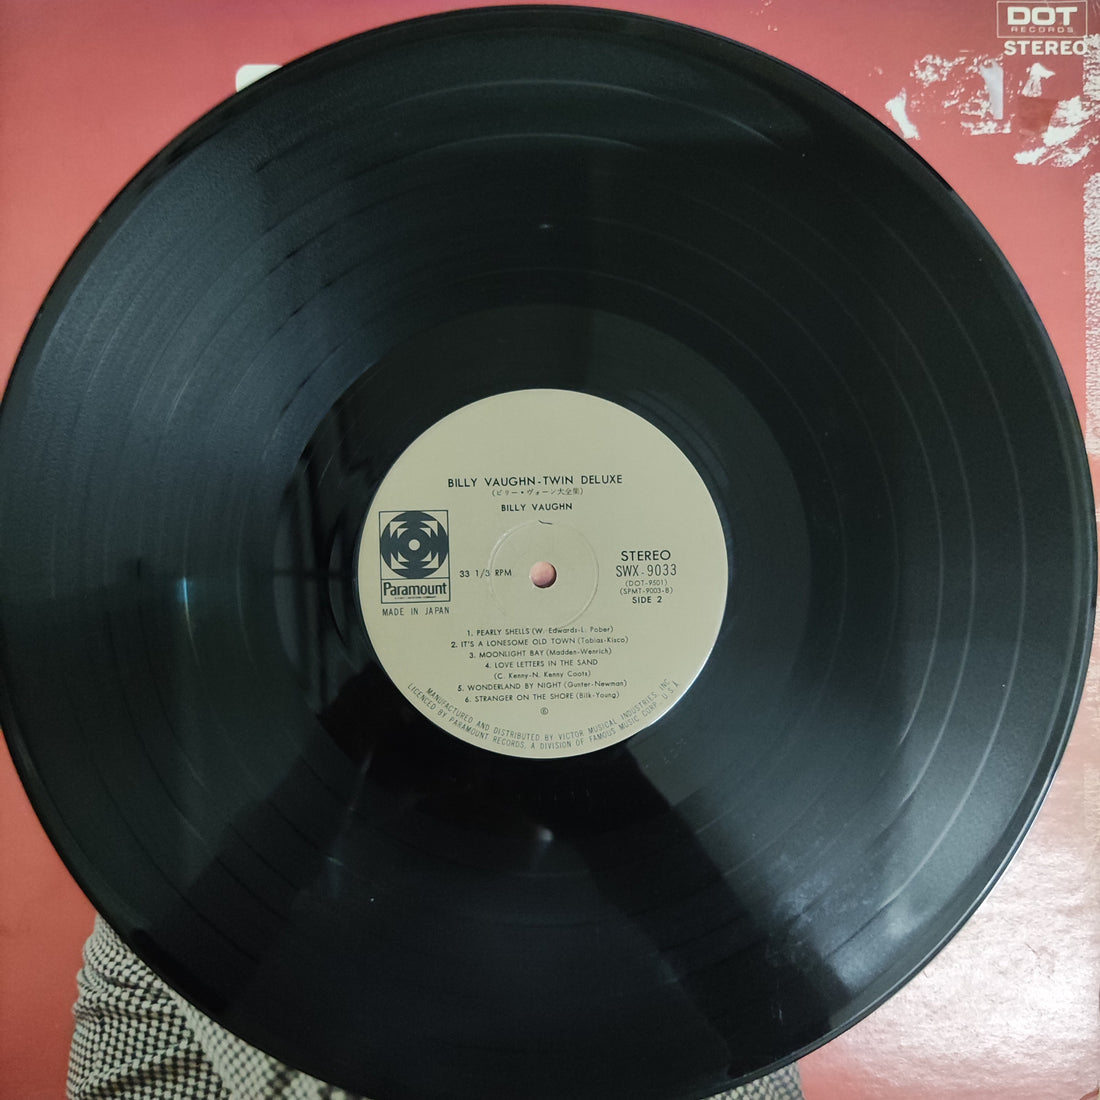 DOT
RECORDS
STEREO
BILLY VAUGHN-TWIN DELUXE
(ビリー・ヴォーン大全集)
BILLY VAUGHN
Paramount
MADE IN JAPAN
33 1/3 RPM
STEREO
SWX-9033
(DOT-9501)
(SPMT-9003-B)
SIDE 2
1. PEARLY SHELLS (W. Edwards-L. Pober)
2. IT'S A LONESOME OLD TOWN (Tobias-Kisco)
3. MOONLIGHT BAY (Madden-Wenrich)
4. LOVE LETTERS IN THE SAND
(C. Kenny-N. Kenny Coots)
5. WONDERLAND BY NIGHT (Gunter-Newman)
6. STRANGER ON THE SHORE (Bilk-Young)
MANUFACTURED AND DISTRIBUTED BY VICTOR MUSICAL INDUSTRIES INC.
LICENCED BY PARAMOUNT RECORDS, A DIVISION OF FAMOUS MUSIC CORP., U.S.A.